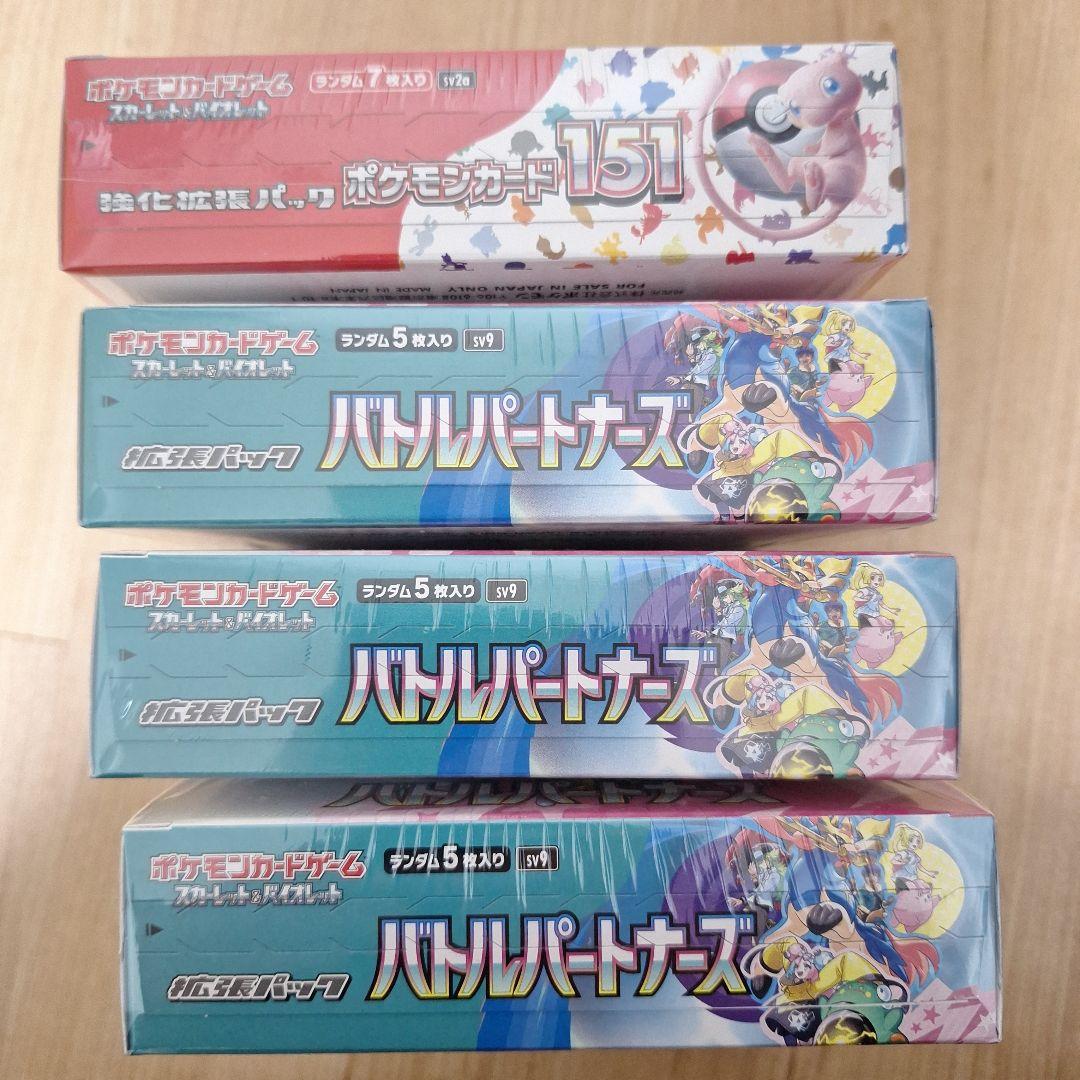 ポケモンカードゲーム
スカーレット&バイオレット
ランダム7枚入り sv2a
強化拡張パック ポケモンカード151
FOR SALE IN JAPAN ONLY MADE IN JAPAN
ポケモンカードゲーム
スカーレット&バイオレット
ランダム5枚入り sv9
拡張パック バトルパートナーズ
ポケモンカードゲーム
スカーレット&バイオレット
ランダム5枚入り sv9
拡張パック バトルパートナーズ
バトルパートナーズ
ポケモンカードゲーム
スカーレット&バイオレット
ランダム5枚入り sv9
拡張パック バトルパートナーズ